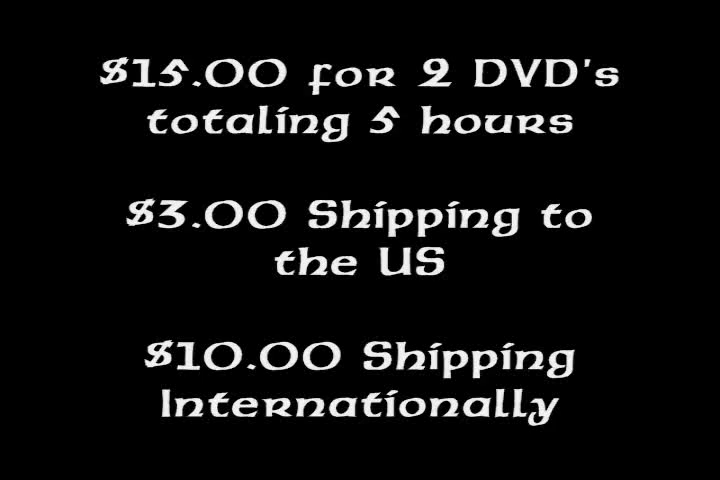 $15.00 for 2 DVD's
totaling 5 hours
$3.00 Shipping to
the US
$10.00 Shipping
Internationally